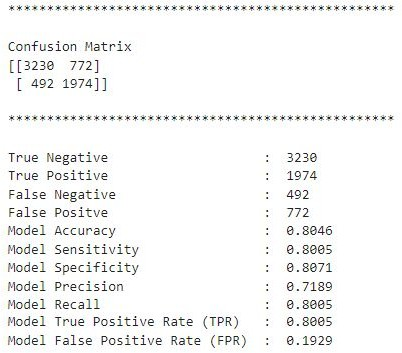 **************************************************
Confusion Matrix
[[3230  772]
 [ 492 1974]]
**************************************************
True Negative                  :  3230
True Positive                  :  1974
False Negative                 :  492
False Positve                  :  772
Model Accuracy                 :  0.8046
Model Sensitivity              :  0.8005
Model Specificity              :  0.8071
Model Precision                :  0.7189
Model Recall                   :  0.8005
Model True Positive Rate (TPR)   :  0.8005
Model False Positive Rate (FPR)  :  0.1929